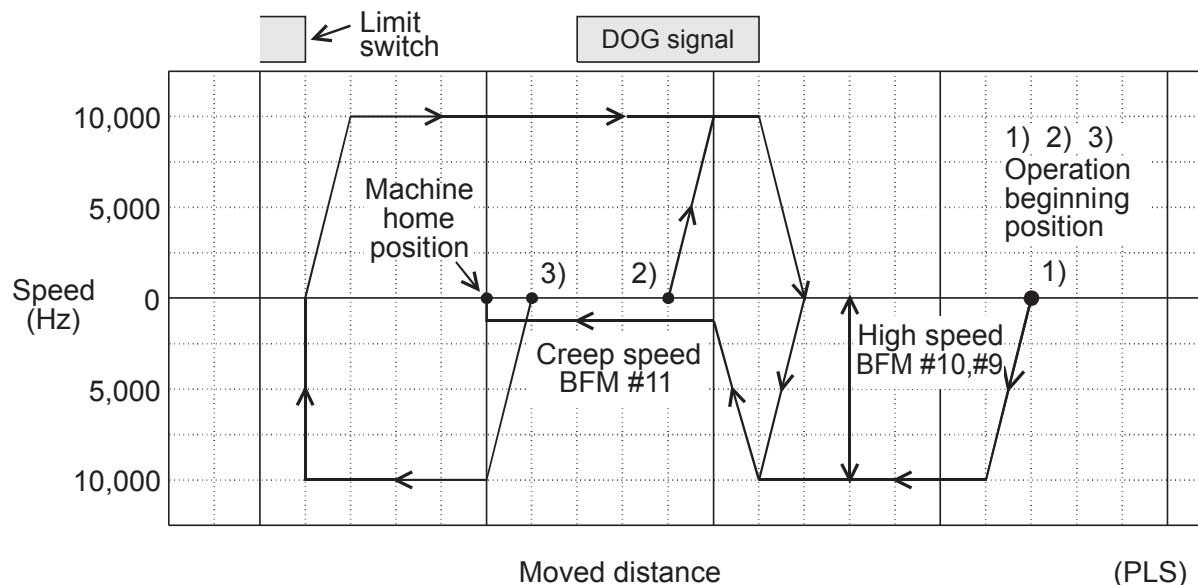 Limit
switch
DOG signal
10,000
5,000
0
5,000
10,000
Speed
(Hz)
Machine
home
position
3)
2)
1) 2) 3)
Operation
beginning
position
1)
Creep speed
BFM #11
High speed
BFM #10,#9
Moved distance
(PLS)